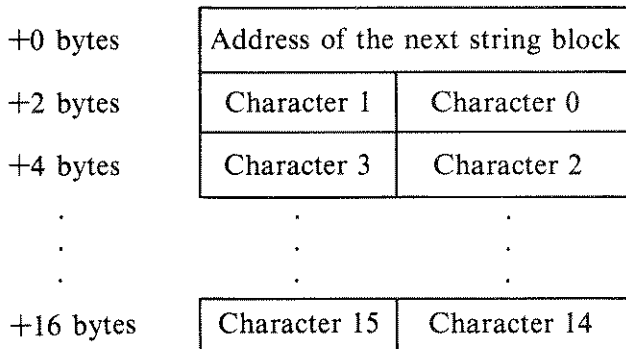 +0 bytes Address of the next string block
+2 bytes Character 1 Character 0
+4 bytes Character 3 Character 2
. . .
. . .
. . .
+16 bytes Character 15 Character 14